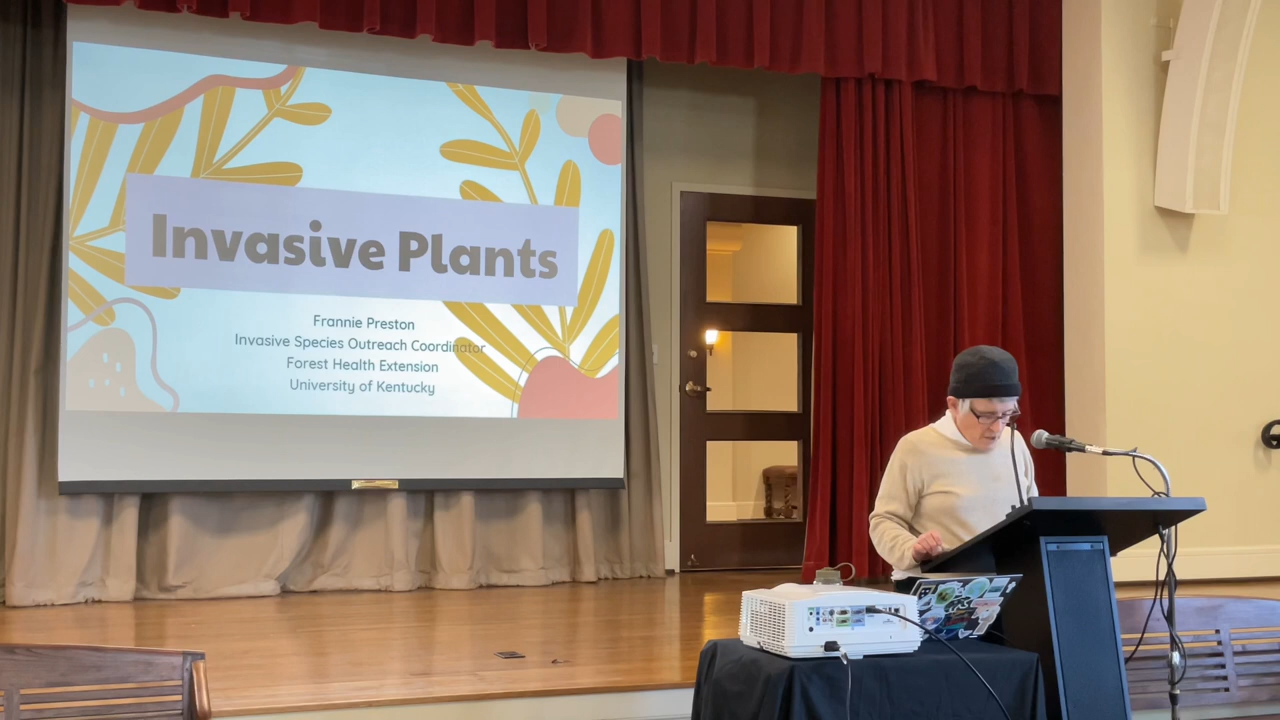 Invasive Plants
Frannie Preston
Invasive Species Outreach Coordinator
Forest Health Extension
University of Kentucky